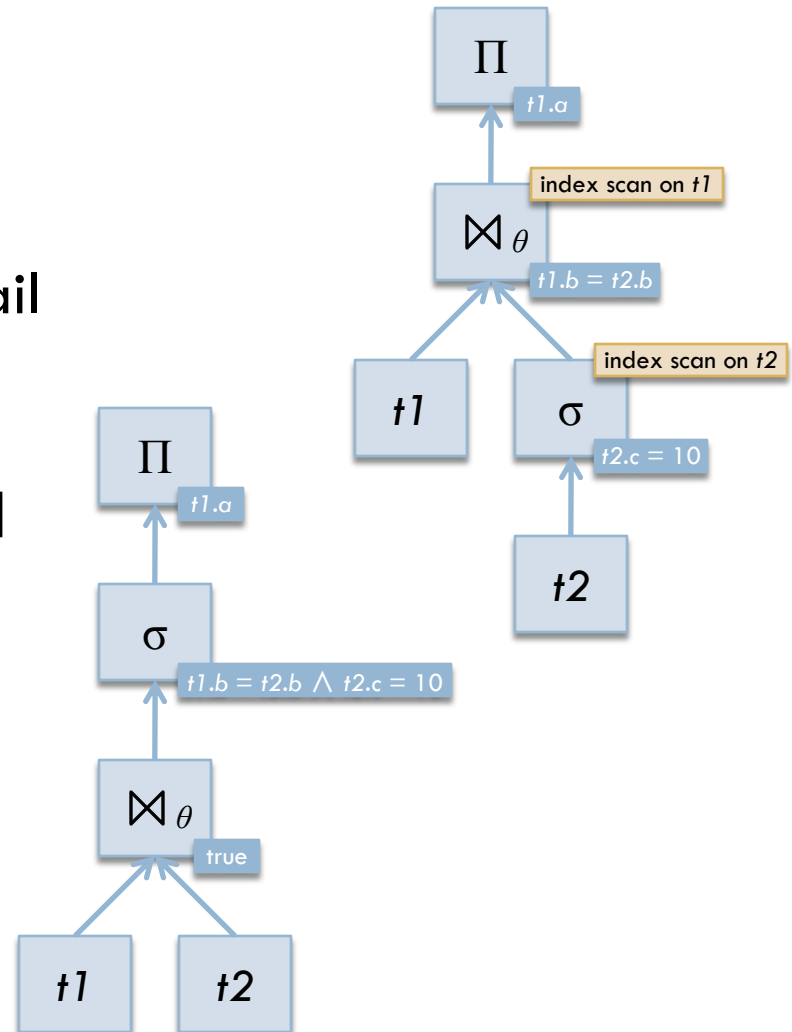 Π
t1.a
index scan on t1
⋈ θ
t1.b = t2.b
ail
index scan on t2
t1
σ
t2.c = 10
Π
t1.a
t2
σ
t1.b = t2.b ∧ t2.c = 10
⋈ θ
true
t1
t2